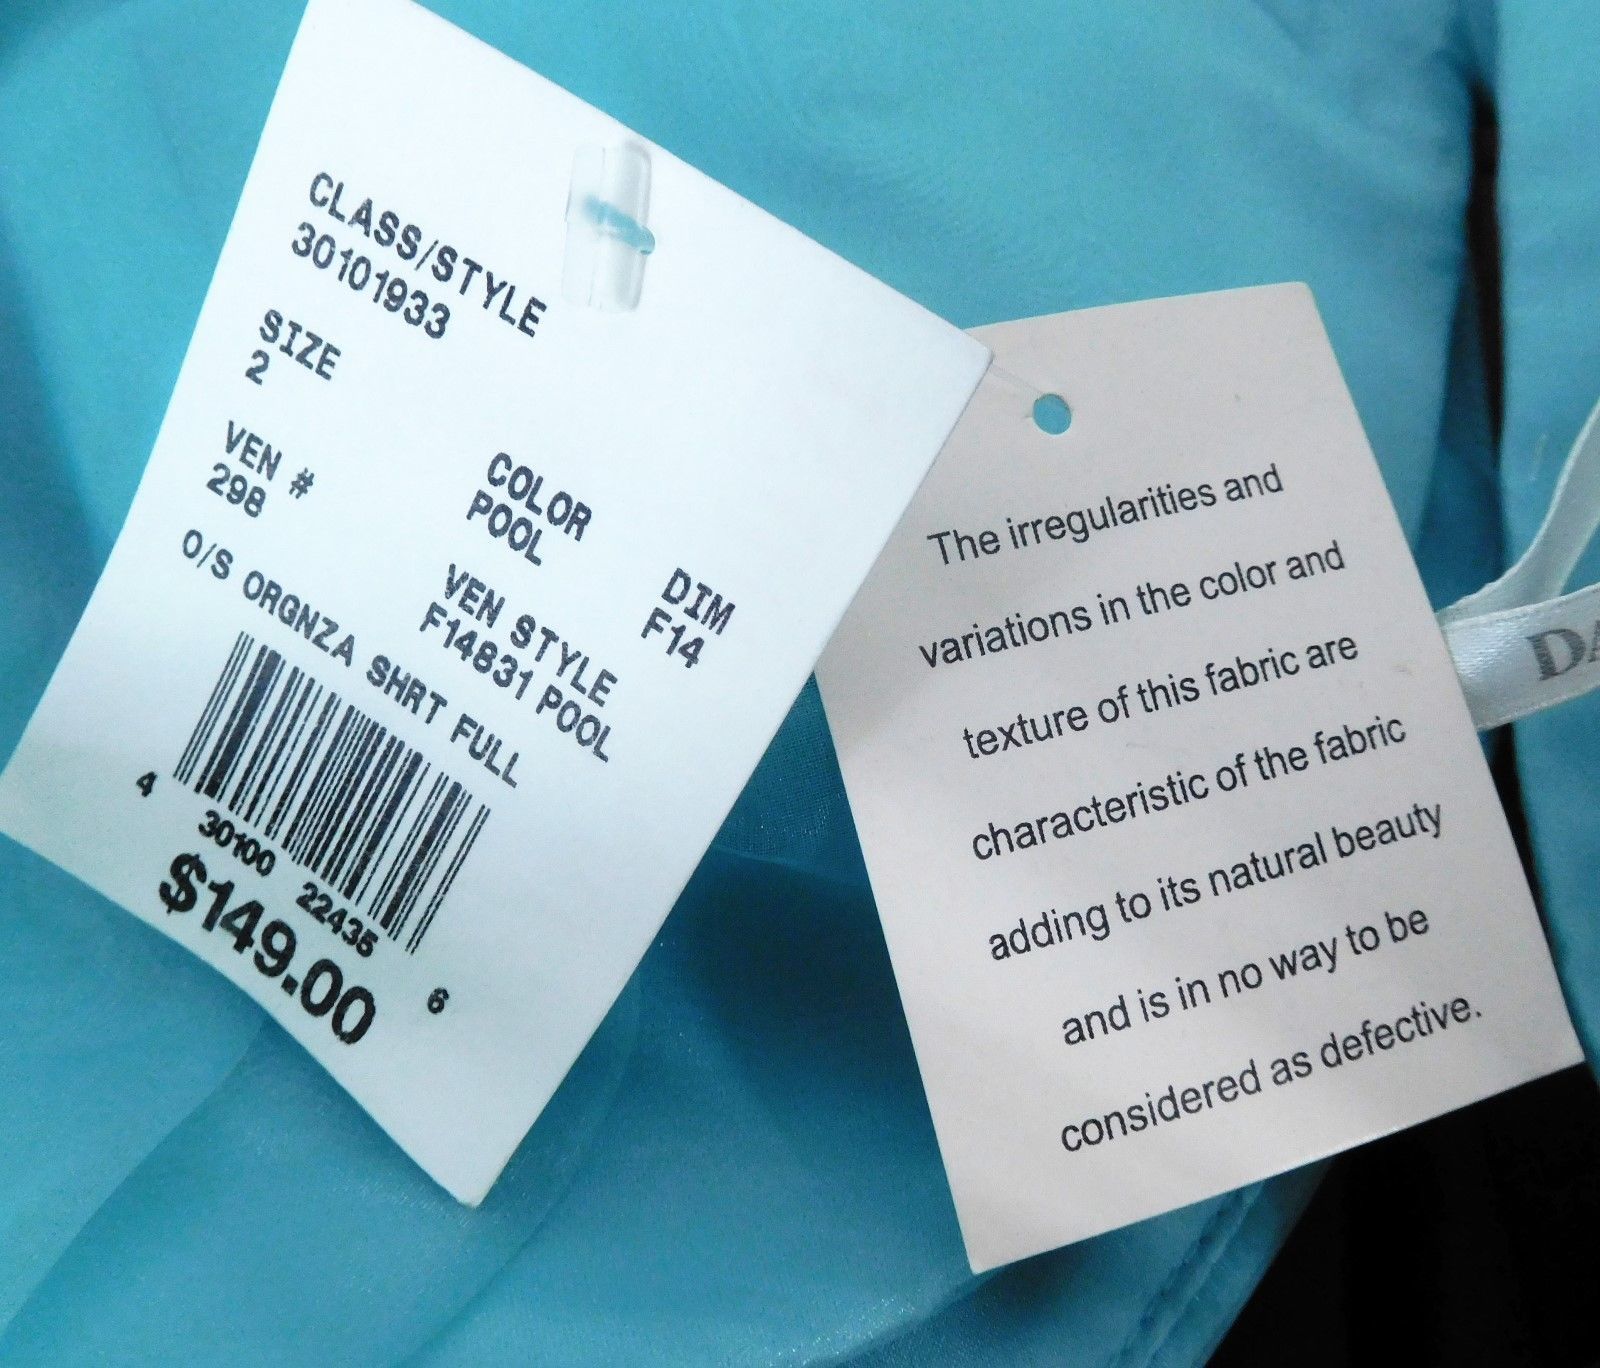 CLASS/STYLE
30101933
SIZE
2
COLOR
POOL
DIM
F14
VEN #
298
VEN STYLE
F14831 POOL
O/S ORGNZA SHRT FULL
4 30100 22435 6
$149.00
The irregularities and
variations in the color and
texture of this fabric are
characteristic of the fabric
adding to its natural beauty
and is in no way to be
considered as defective.
DA